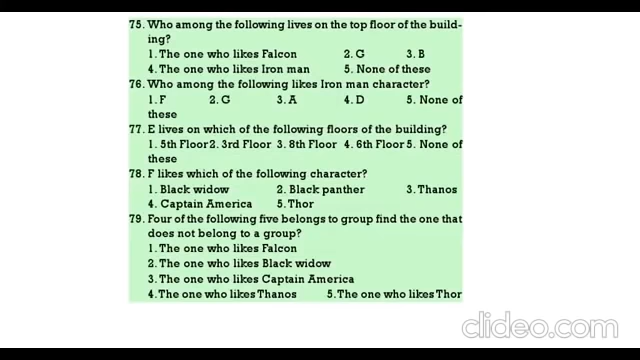 75. Who among the following lives on the top floor of the build-
ing?
1. The one who likes Falcon 2. G 3. B
4. The one who likes Iron man 5. None of these
76. Who among the following likes Iron man character?
1. F 2. G 3. A 4. D 5. None of
these
77. E lives on which of the following floors of the building?
1. 5th Floor 2. 3rd Floor 3. 8th Floor 4. 6th Floor 5. None of
these
78. F likes which of the following character?
1. Black widow 2. Black panther 3. Thanos
4. Captain America 5. Thor
79. Four of the following five belongs to group find the one that
does not belong to a group?
1. The one who likes Falcon
2. The one who likes Black widow
3. The one who likes Captain America
4. The one who likes Thanos 5. The one who likes Thor
clideo.com